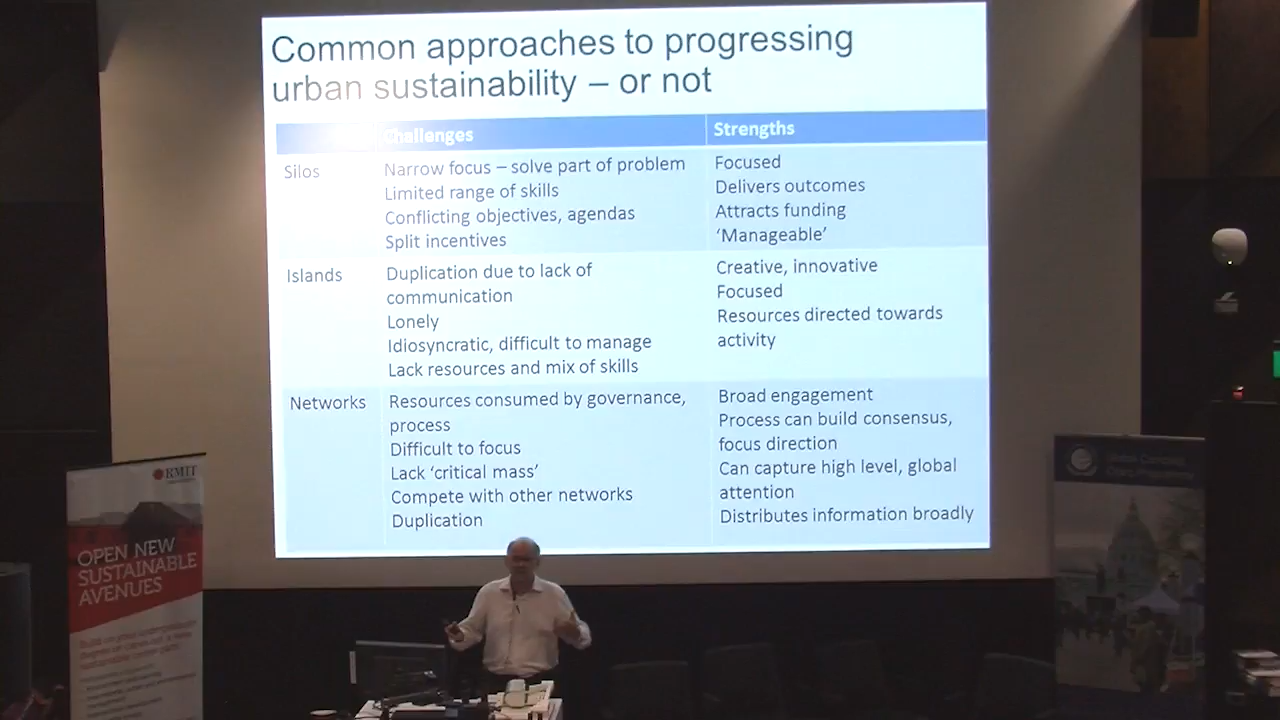 Common approaches to progressing
urban sustainability – or not
Challenges
Strengths
Silos
Narrow focus – solve part of problem
Limited range of skills
Conflicting objectives, agendas
Split incentives
Focused
Delivers outcomes
Attracts funding
‘Manageable’
Islands
Duplication due to lack of
communication
Lonely
Idiosyncratic, difficult to manage
Lack resources and mix of skills
Creative, innovative
Focused
Resources directed towards
activity
Networks
Resources consumed by governance,
process
Difficult to focus
Lack ‘critical mass’
Compete with other networks
Duplication
Broad engagement
Process can build consensus,
focus direction
Can capture high level, global
attention
Distributes information broadly
RMIT
OPEN NEW
SUSTAINABLE
AVENUES
Global Compact